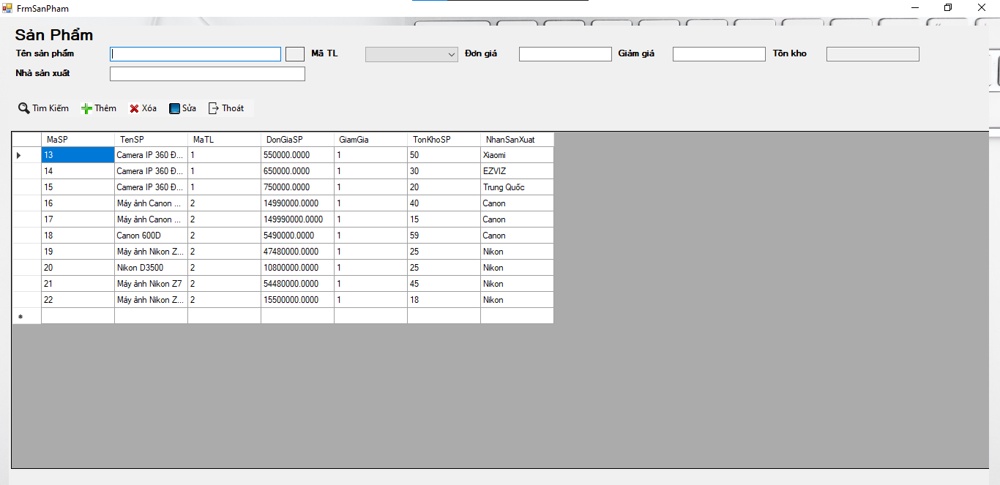 FrmSanPham
Sản Phẩm
Tên sản phẩm Mã TL Đơn giá Giảm giá Tồn kho
Nhà sản xuất
Tìm Kiếm Thêm Xóa Sửa Thoát
MaSP TenSP MaTL DonGiaSP GiamGia TonKhoSP NhanSanXuat
13 Camera IP 360 Đ... 1 550000.0000 1 50 Xiaomi
14 Camera IP 360 Đ... 1 650000.0000 1 30 EZVIZ
15 Camera IP 360 Đ... 1 750000.0000 1 20 Trung Quốc
16 Máy ảnh Canon ... 2 14990000.0000 1 40 Canon
17 Máy ảnh Canon ... 2 149990000.0000 1 15 Canon
18 Canon 600D 2 5490000.0000 1 59 Canon
19 Máy ảnh Nikon Z... 2 47480000.0000 1 25 Nikon
20 Nikon D3500 2 10800000.0000 1 25 Nikon
21 Máy ảnh Nikon Z7 2 54480000.0000 1 45 Nikon
22 Máy ảnh Nikon Z... 2 15500000.0000 1 18 Nikon